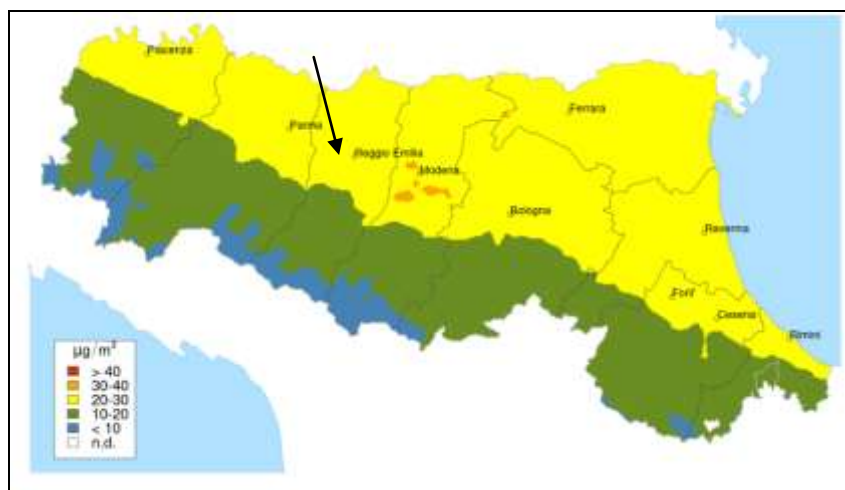 Piacenza
Parma
Reggio Emilia
Modena
Ferrara
Bologna
Ravenna
Forlí
Cesena
Rimini
µg/m³
> 40
30-40
20-30
10-20
< 10
n.d.